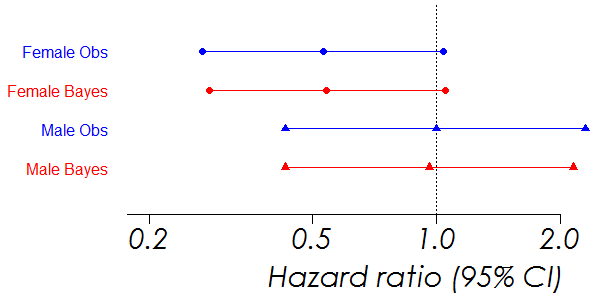 Female Obs
Female Bayes
Male Obs
Male Bayes
0.2 0.5 1.0 2.0
Hazard ratio (95% CI)